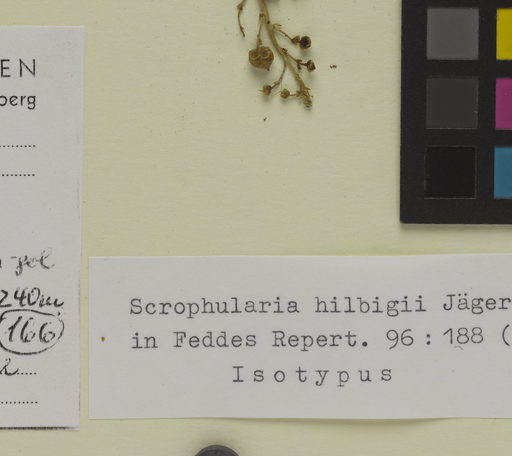 EN
berg
240m
166
Scrophularia hilbigii Jäger
in Feddes Repert. 96 : 188 (
Isotypus